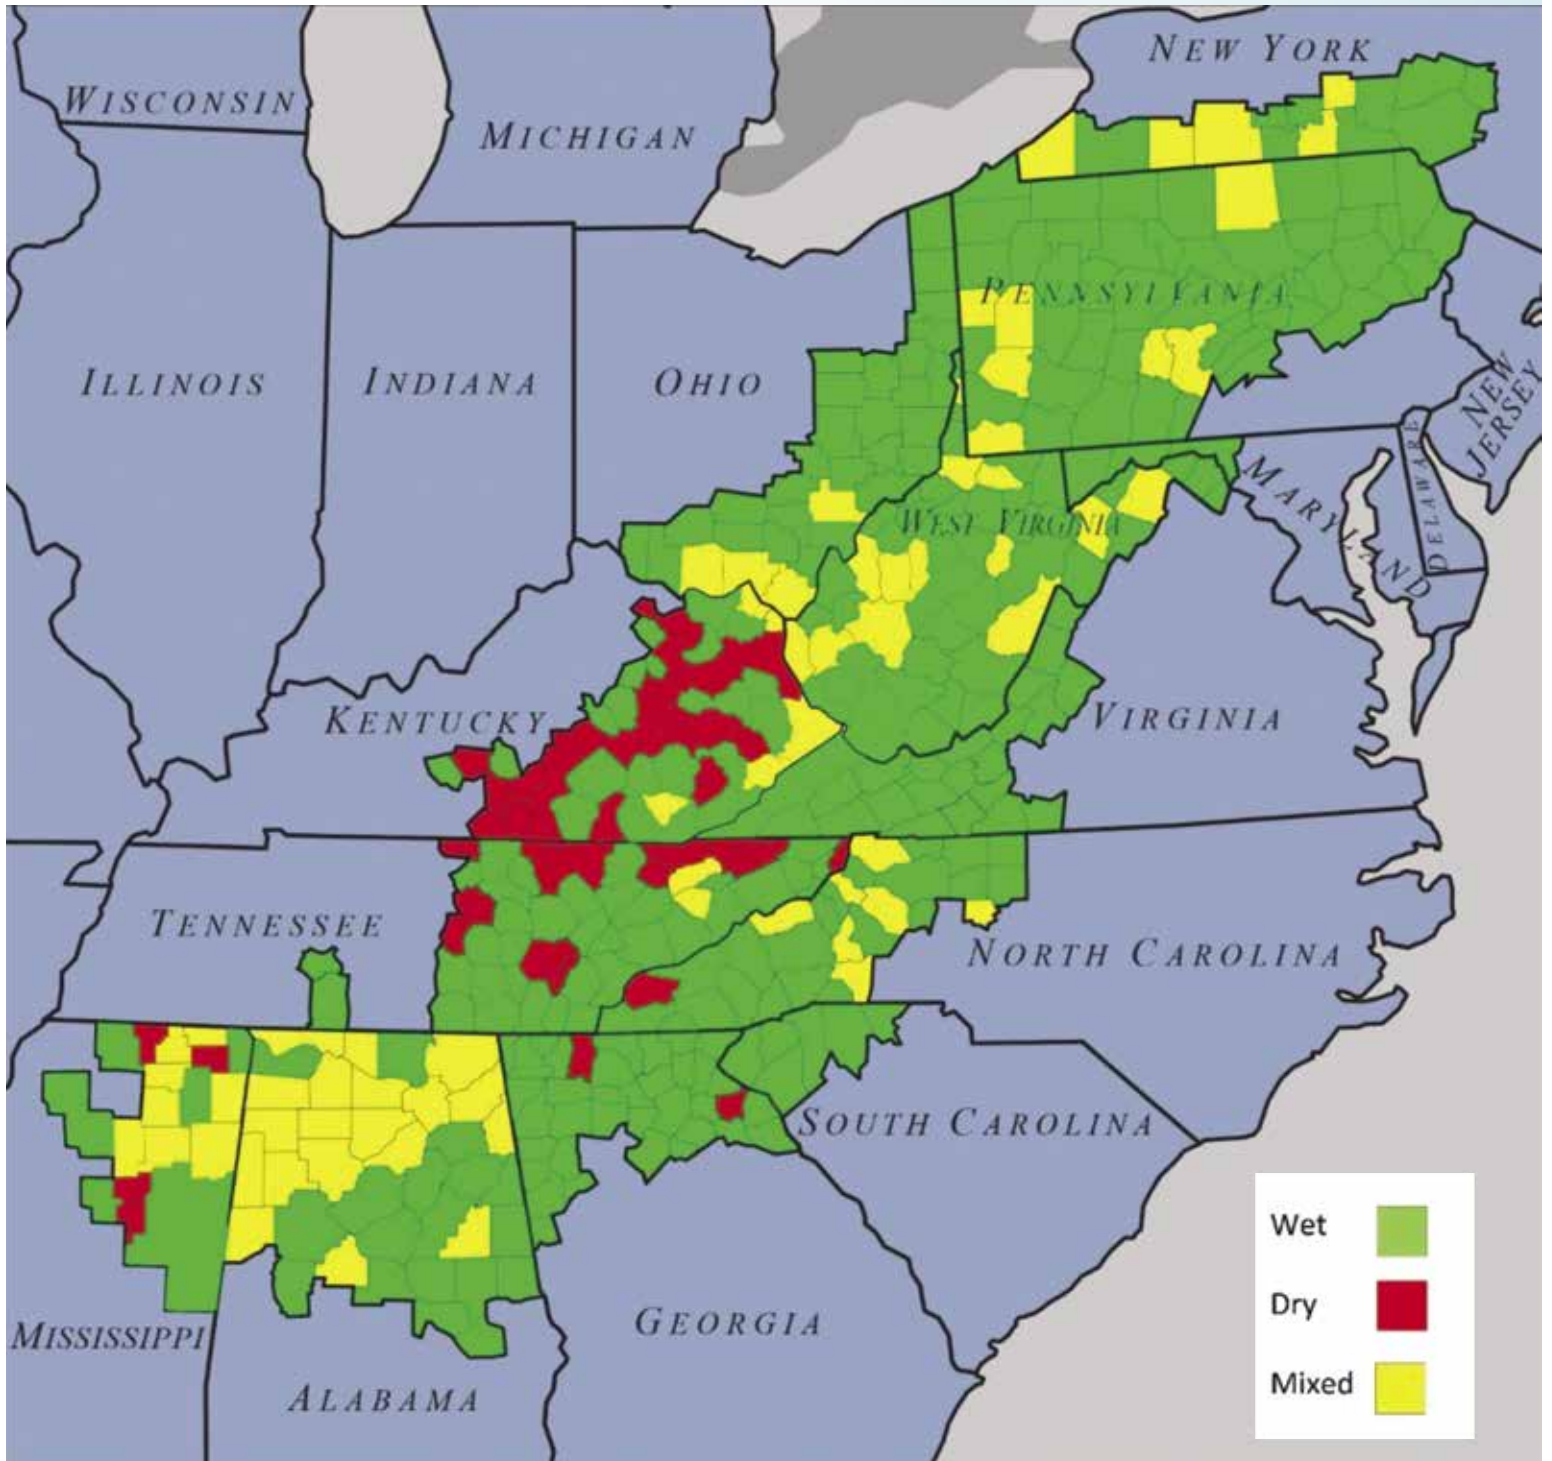 NEW YORK
WISCONSIN
MICHIGAN
PENNSYLVANIA
ILLINOIS
INDIANA
OHIO
NEW
JERSEY
DELAWARE
MARYLAND
WEST VIRGINIA
KENTUCKY
VIRGINIA
TENNESSEE
NORTH CAROLINA
SOUTH CAROLINA
MISSISSIPPI
ALABAMA
GEORGIA
Wet
Dry
Mixed